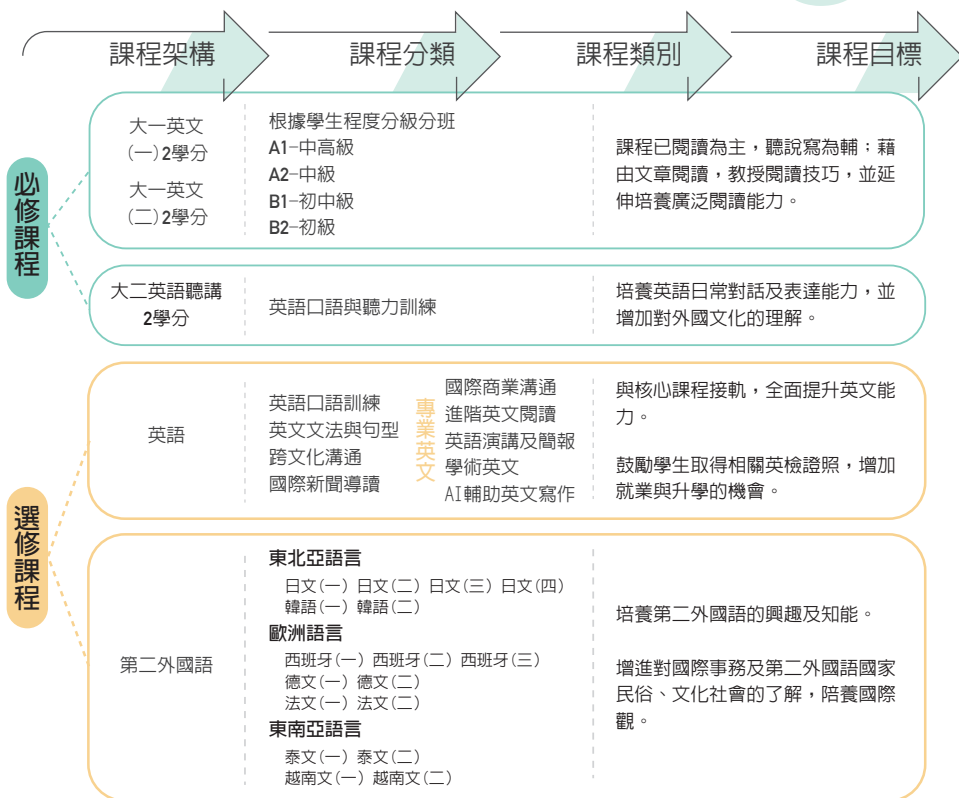 課程架構
課程分類
課程類別
課程目標
必修課程
大一英文
(一)2學分
大一英文
(二)2學分
根據學生程度分級分班
A1-中高級
A2-中級
B1-初中級
B2-初級
課程已閱讀為主，聽說寫為輔；藉
由文章閱讀，教授閱讀技巧，並延
伸培養廣泛閱讀能力。
大二英語聽講
2學分
英語口語與聽力訓練
培養英語日常對話及表達能力，並
增加對外國文化的理解。
選修課程
英語
英語口語訓練
英文文法與句型
跨文化溝通
國際新聞導讀
專業英文
國際商業溝通
進階英文閱讀
英語演講及簡報
學術英文
AI輔助英文寫作
與核心課程接軌，全面提升英文能
力。
鼓勵學生取得相關英檢證照，增加
就業與升學的機會。
第二外國語
東北亞語言
日文(一) 日文(二) 日文(三) 日文(四)
韓語(一) 韓語(二)
歐洲語言
西班牙(一) 西班牙(二) 西班牙(三)
德文(一) 德文(二)
法文(一) 法文(二)
東南亞語言
泰文(一) 泰文(二)
越南文(一) 越南文(二)
培養第二外國語的興趣及知能。
增進對國際事務及第二外國語國家
民俗、文化社會的了解，陪養國際
觀。